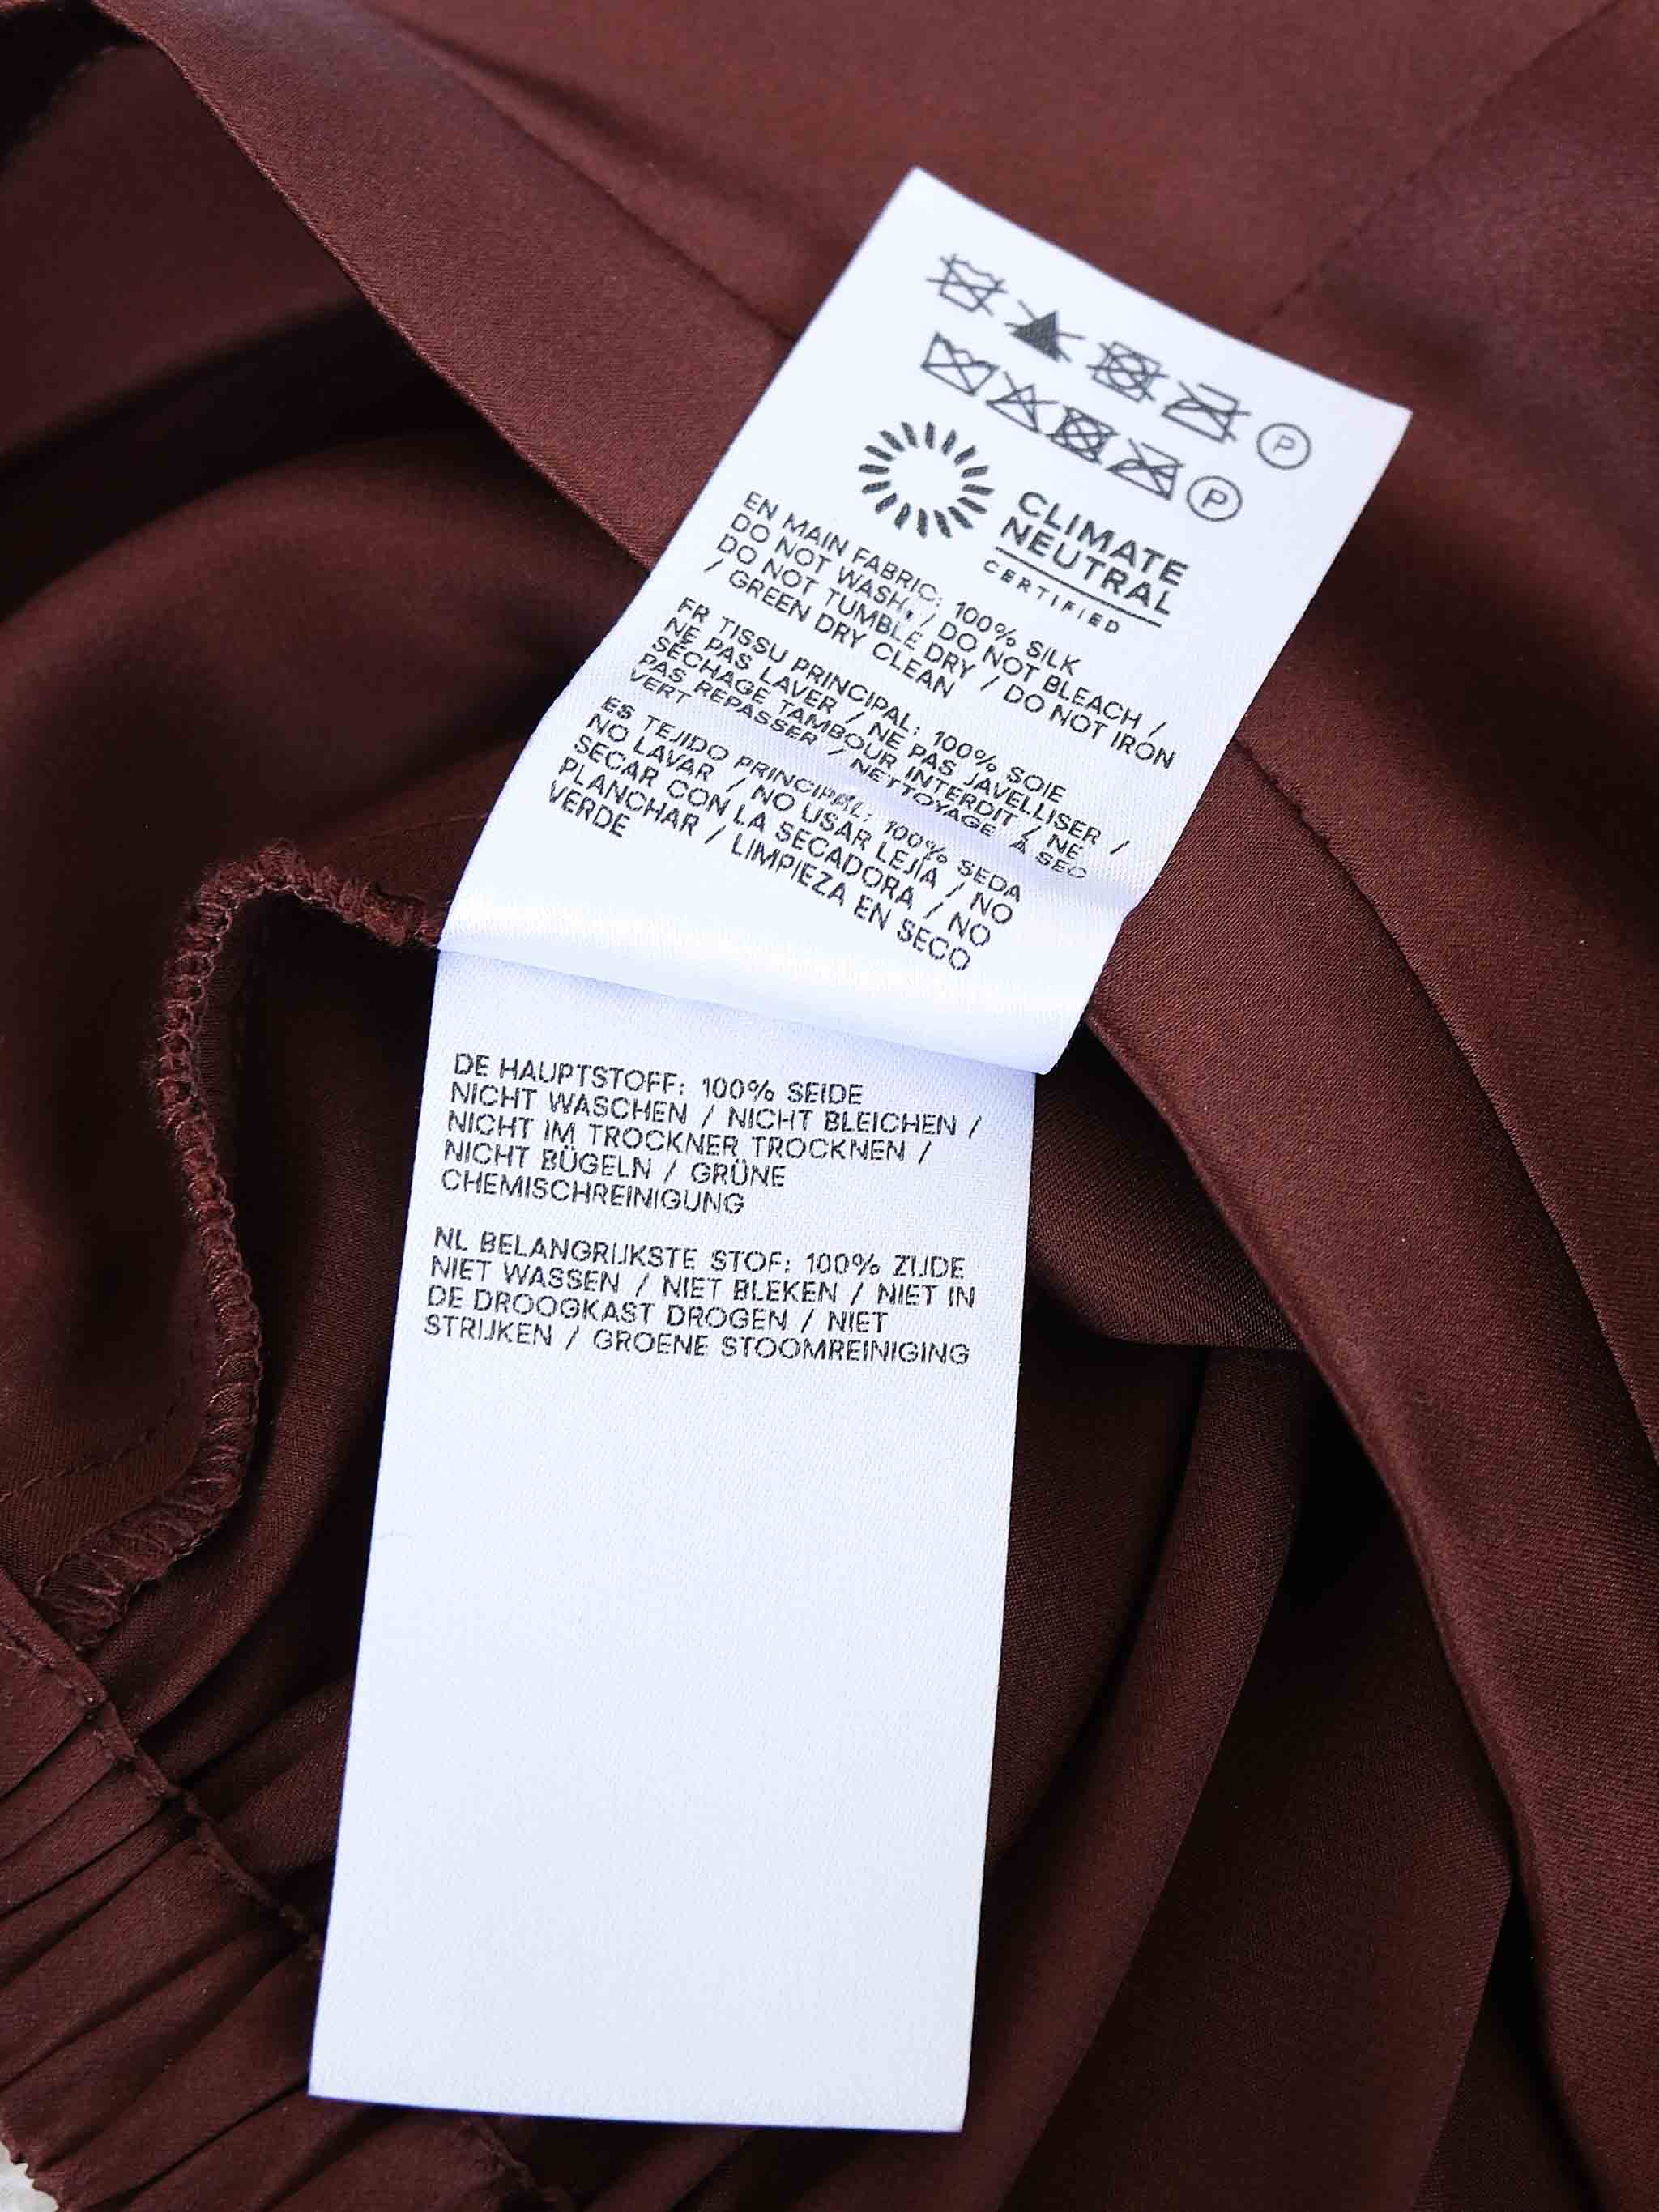 P
P
CLIMATE
NEUTRAL
CERTIFIED
EN MAIN FABRIC: 100% SILK
DO NOT WASH / DO NOT BLEACH /
DO NOT TUMBLE DRY / DO NOT IRON
/ GREEN DRY CLEAN
FR TISSU PRINCIPAL: 100% SOIE
NE PAS LAVER / NE PAS JAVELLISER /
SÉCHAGE TAMBOUR INTERDIT / NE
PAS REPASSER / NETTOYAGE À SEC
VERT
ES TEJIDO PRINCIPAL: 100% SEDA
NO LAVAR / NO USAR LEJÍA / NO
SECAR CON LA SECADORA / NO
PLANCHAR / LIMPIEZA EN SECO
VERDE
DE HAUPTSTOFF: 100% SEIDE
NICHT WASCHEN / NICHT BLEICHEN /
NICHT IM TROCKNER TROCKNEN /
NICHT BÜGELN / GRÜNE
CHEMISCHREINIGUNG
NL BELANGRIJKSTE STOF: 100% ZIJDE
NIET WASSEN / NIET BLEKEN / NIET IN
DE DROOGKAST DROGEN / NIET
STRIJKEN / GROENE STOOMREINIGING